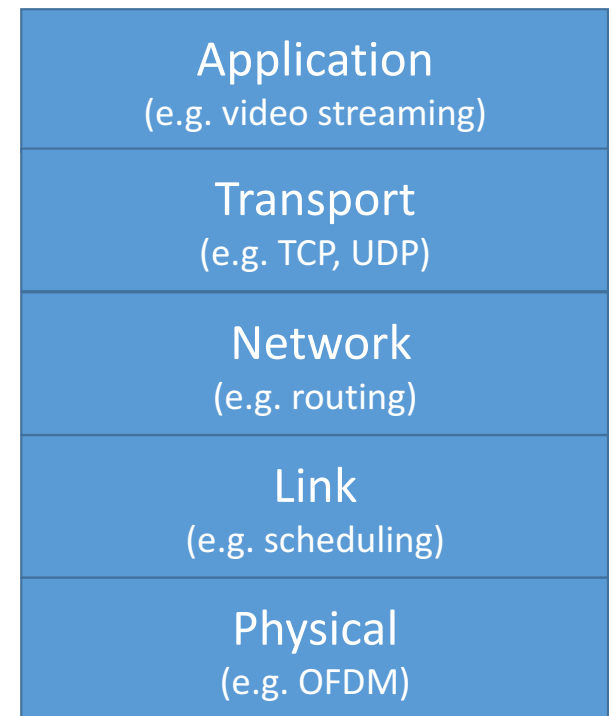 Application
(e.g. video streaming)
Transport
(e.g. TCP, UDP)
Network
(e.g. routing)
Link
(e.g. scheduling)
Physical
(e.g. OFDM)